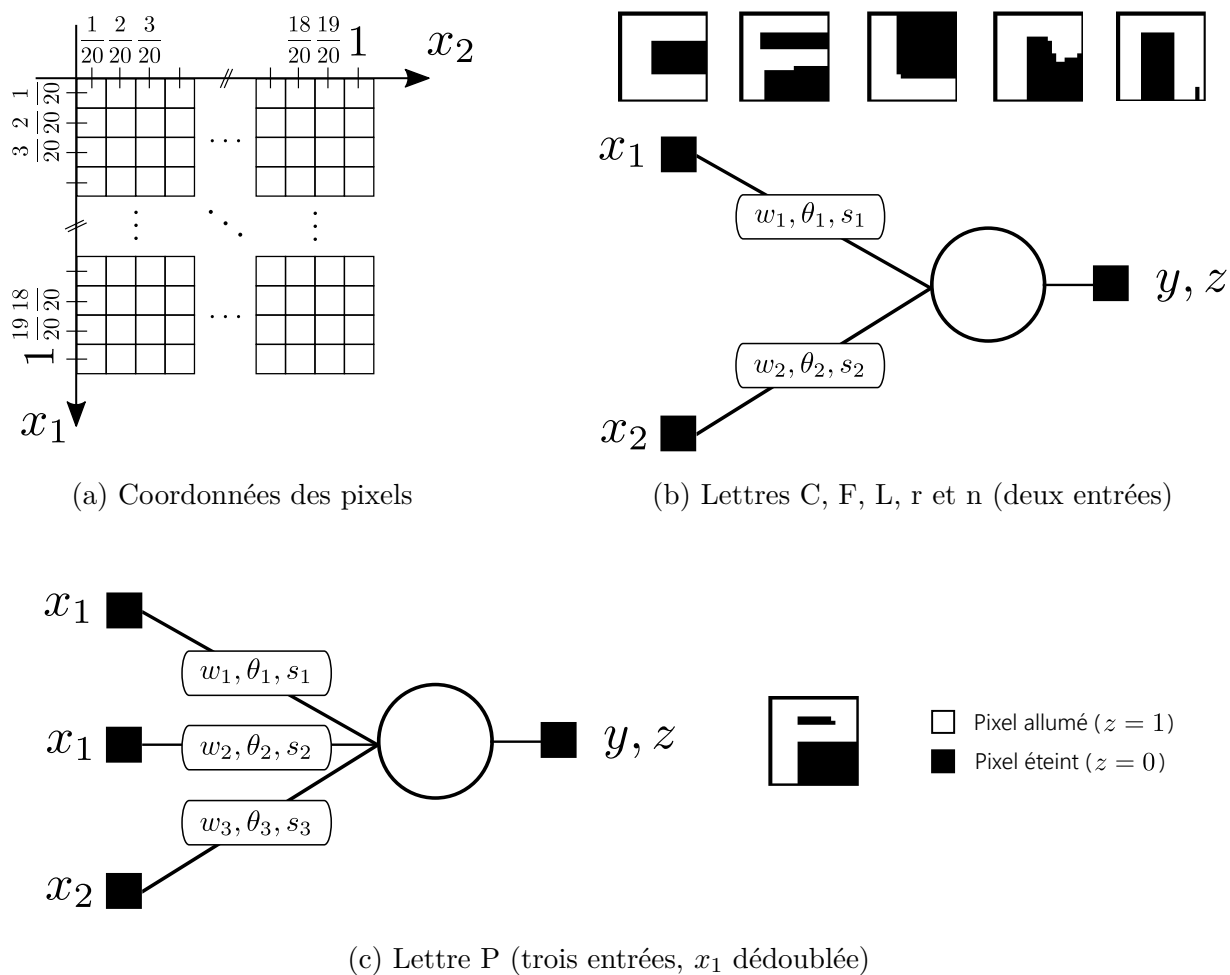 1/20 2/20 3/20 18/20 19/20 1 x₂
1/20
2/20
3/20
18/20
19/20
1
x₁
(a) Coordonnées des pixels
x₁
w₁, θ₁, s₁
y, z
w₂, θ₂, s₂
x₂
(b) Lettres C, F, L, r et n (deux entrées)
x₁
w₁, θ₁, s₁
x₁
w₂, θ₂, s₂
y, z
w₃, θ₃, s₃
x₂
Pixel allumé (z = 1)
Pixel éteint (z = 0)
(c) Lettre P (trois entrées, x₁ dédoublée)